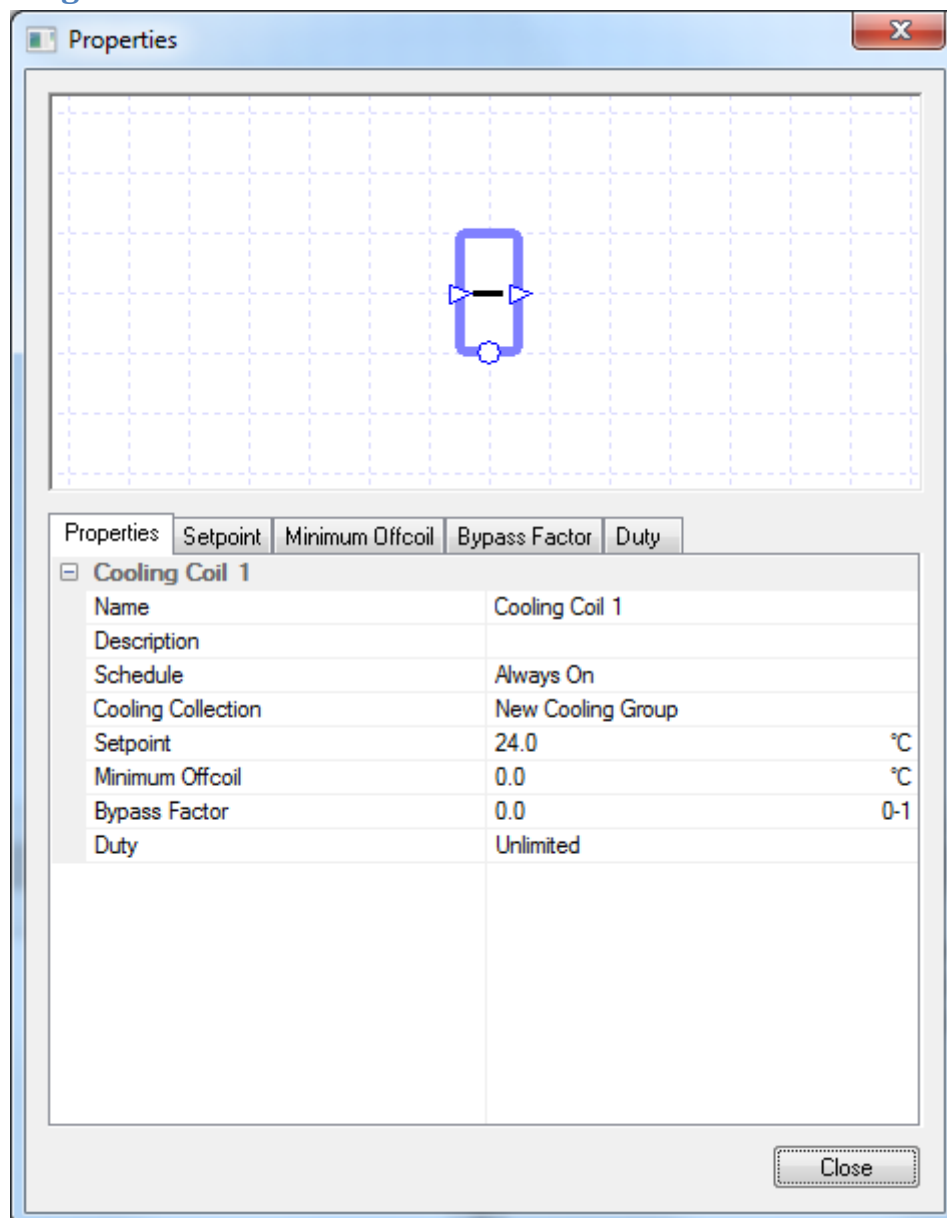 Properties
Properties Setpoint Minimum Offcoil Bypass Factor Duty
Cooling Coil 1
Name Cooling Coil 1
Description
Schedule Always On
Cooling Collection New Cooling Group
Setpoint 24.0 °C
Minimum Offcoil 0.0 °C
Bypass Factor 0.0 0-1
Duty Unlimited
Close